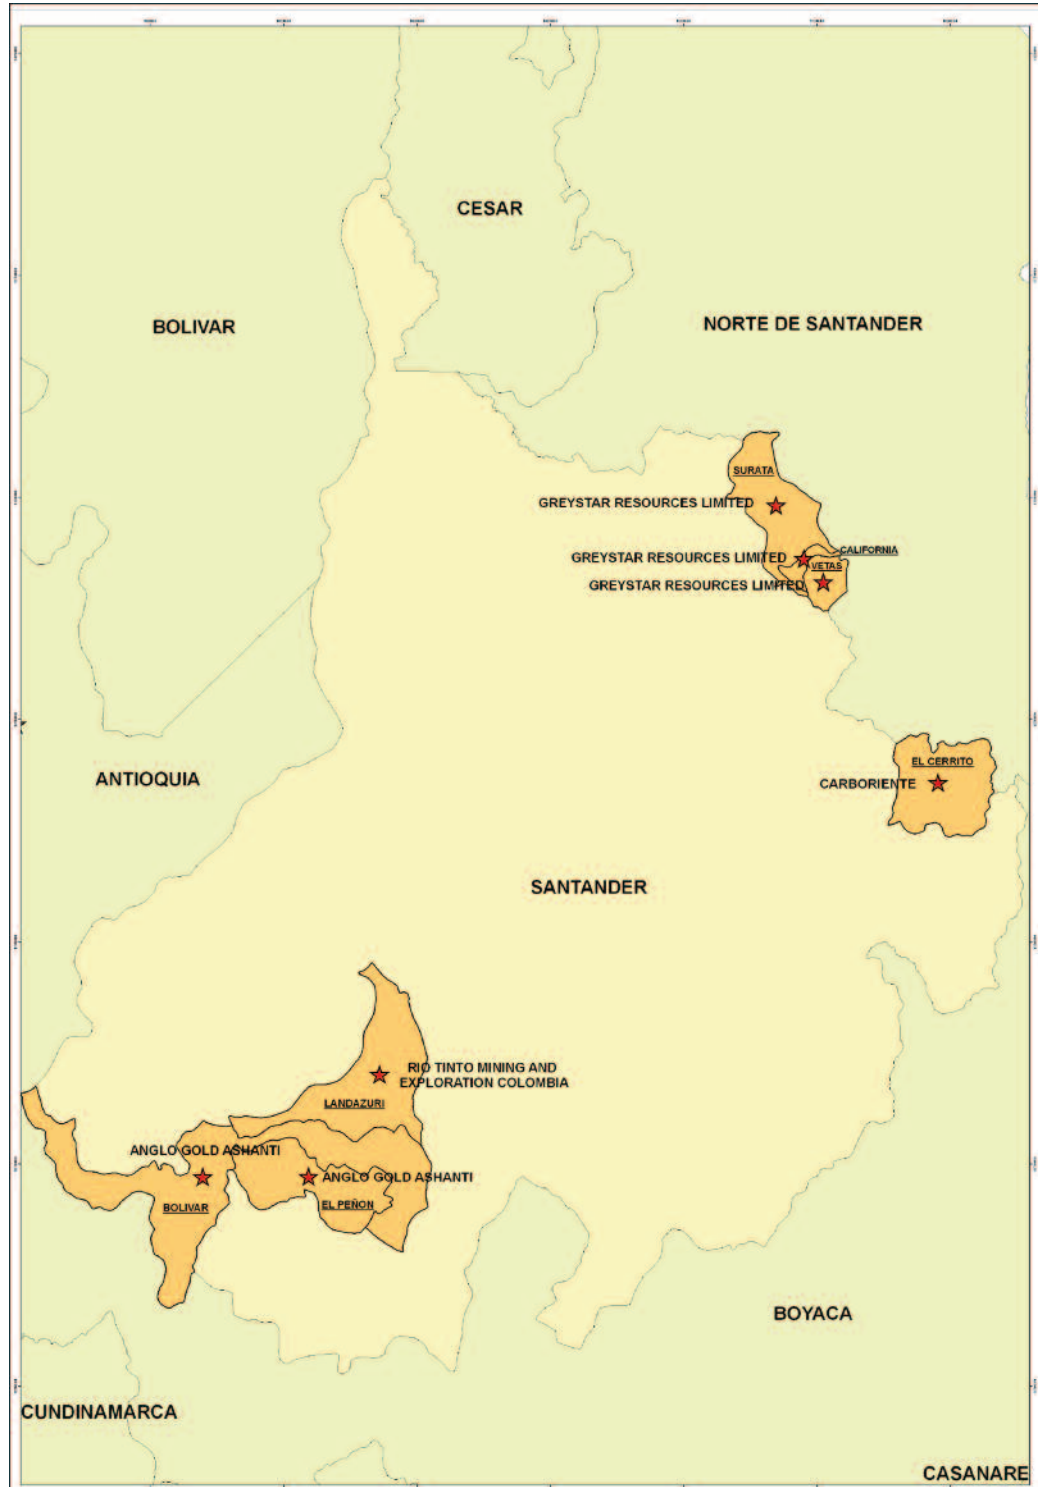 CESAR
BOLIVAR
NORTE DE SANTANDER
SURATA
GREYSTAR RESOURCES LIMITED
CALIFORNIA
GREYSTAR RESOURCES LIMITED
VETAS
GREYSTAR RESOURCES LIMITED
EL CERRITO
ANTIOQUIA
CARBORIENTE
SANTANDER
RIO TINTO MINING AND
EXPLORATION COLOMBIA
LANDAZURI
ANGLO GOLD ASHANTI
ANGLO GOLD ASHANTI
EL PEÑON
BOLIVAR
BOYACA
CUNDINAMARCA
CASANARE